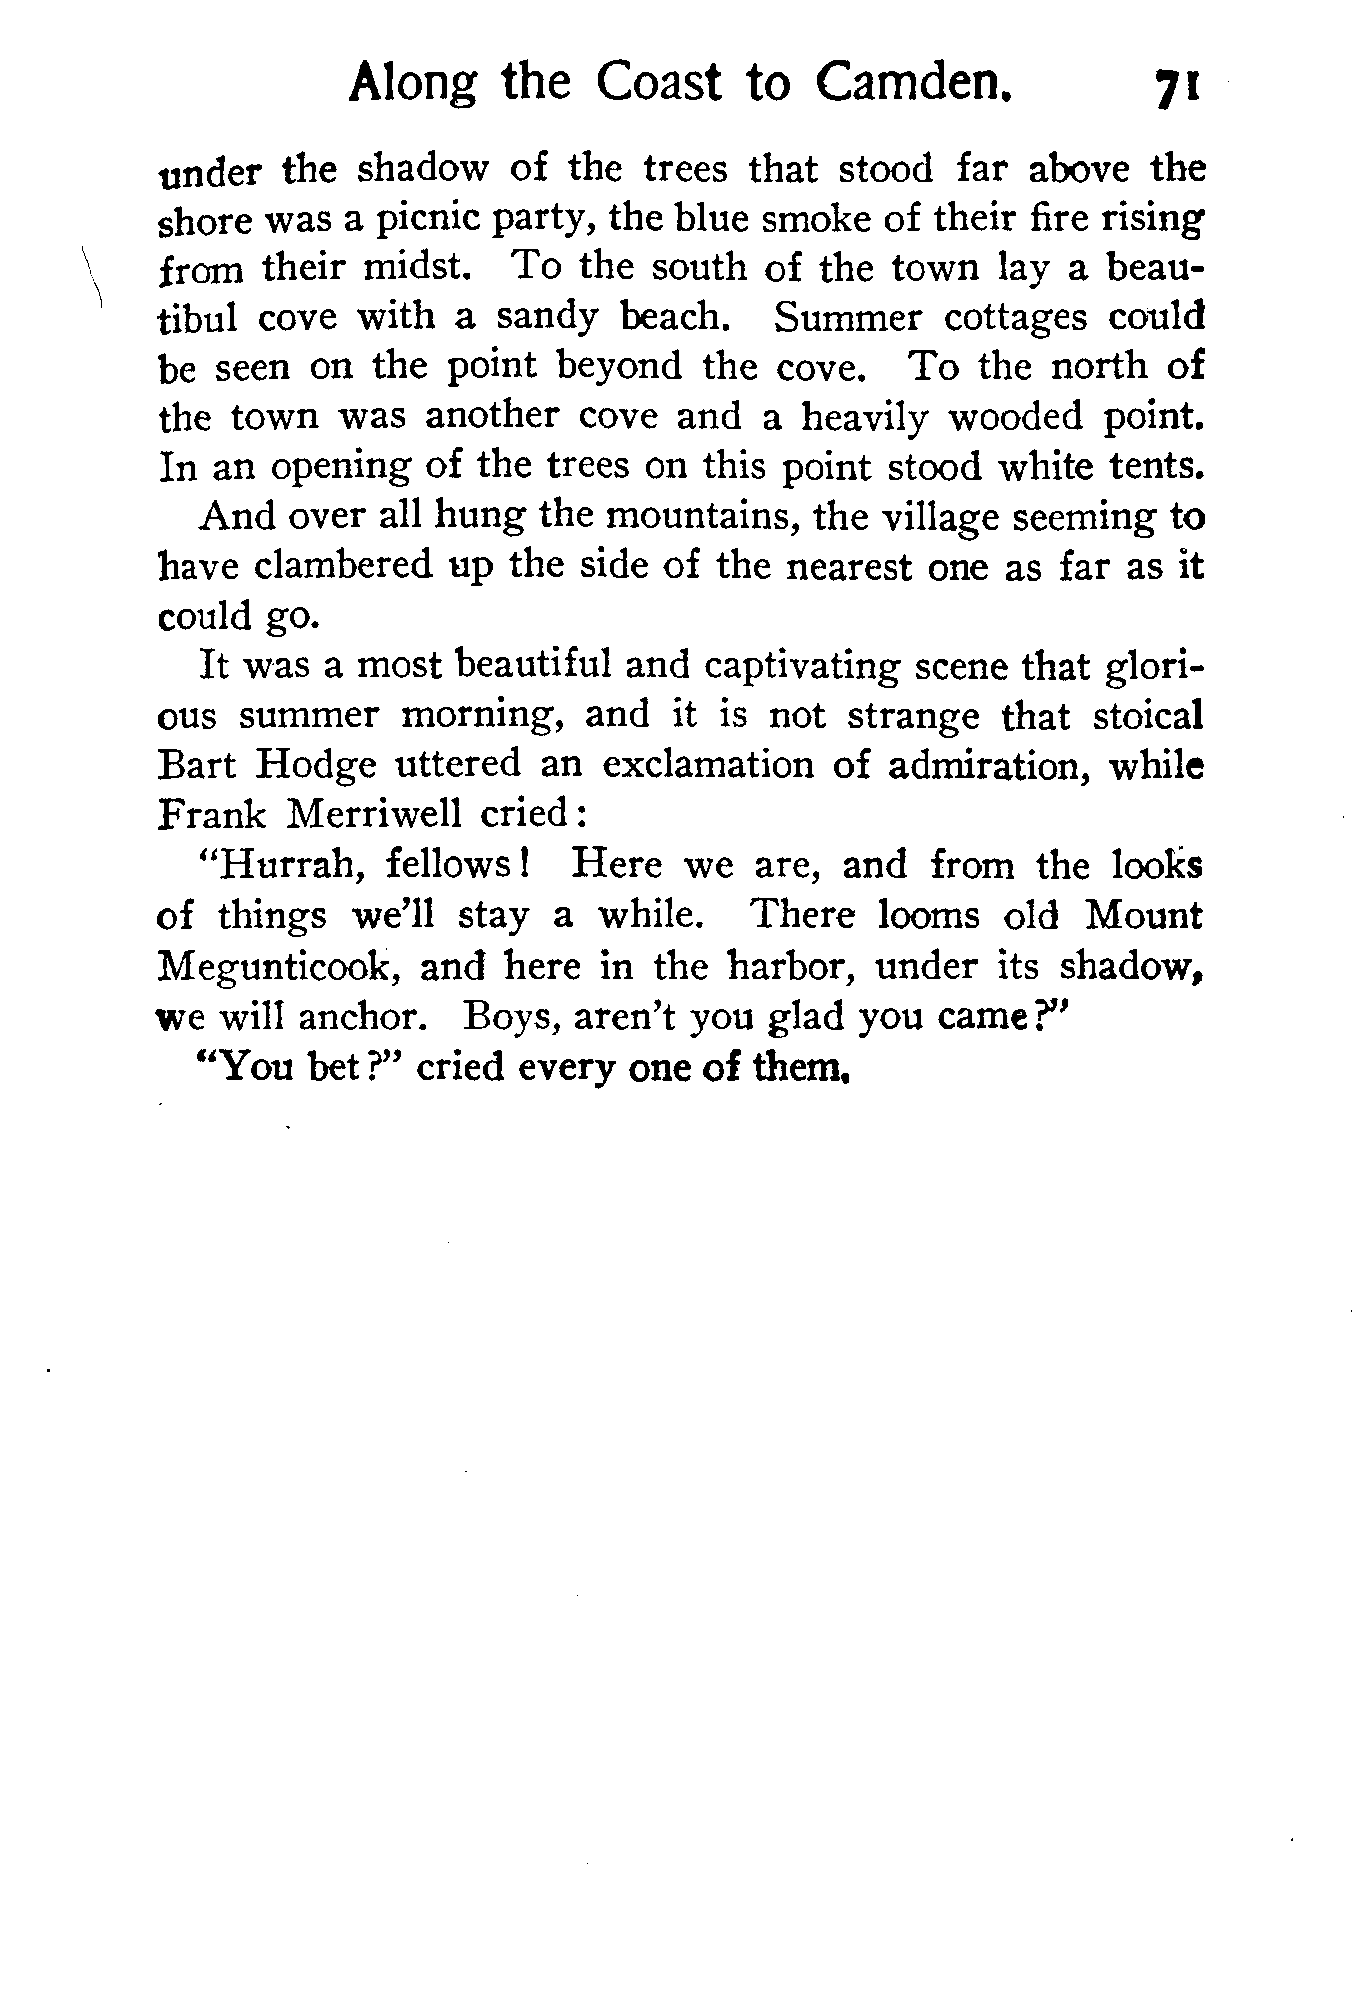 Along the Coast to Camden. 71
under the shadow of the trees that stood far above the
shore was a picnic party, the blue smoke of their fire rising
from their midst. To the south of the town lay a beau-
tibul cove with a sandy beach. Summer cottages could
be seen on the point beyond the cove. To the north of
the town was another cove and a heavily wooded point.
In an opening of the trees on this point stood white tents.
And over all hung the mountains, the village seeming to
have clambered up the side of the nearest one as far as it
could go.
It was a most beautiful and captivating scene that glori-
ous summer morning, and it is not strange that stoical
Bart Hodge uttered an exclamation of admiration, while
Frank Merriwell cried:
“Hurrah, fellows! Here we are, and from the looks
of things we’ll stay a while. There looms old Mount
Megunticook, and here in the harbor, under its shadow,
we will anchor. Boys, aren’t you glad you came?”
“You bet?” cried every one of them.